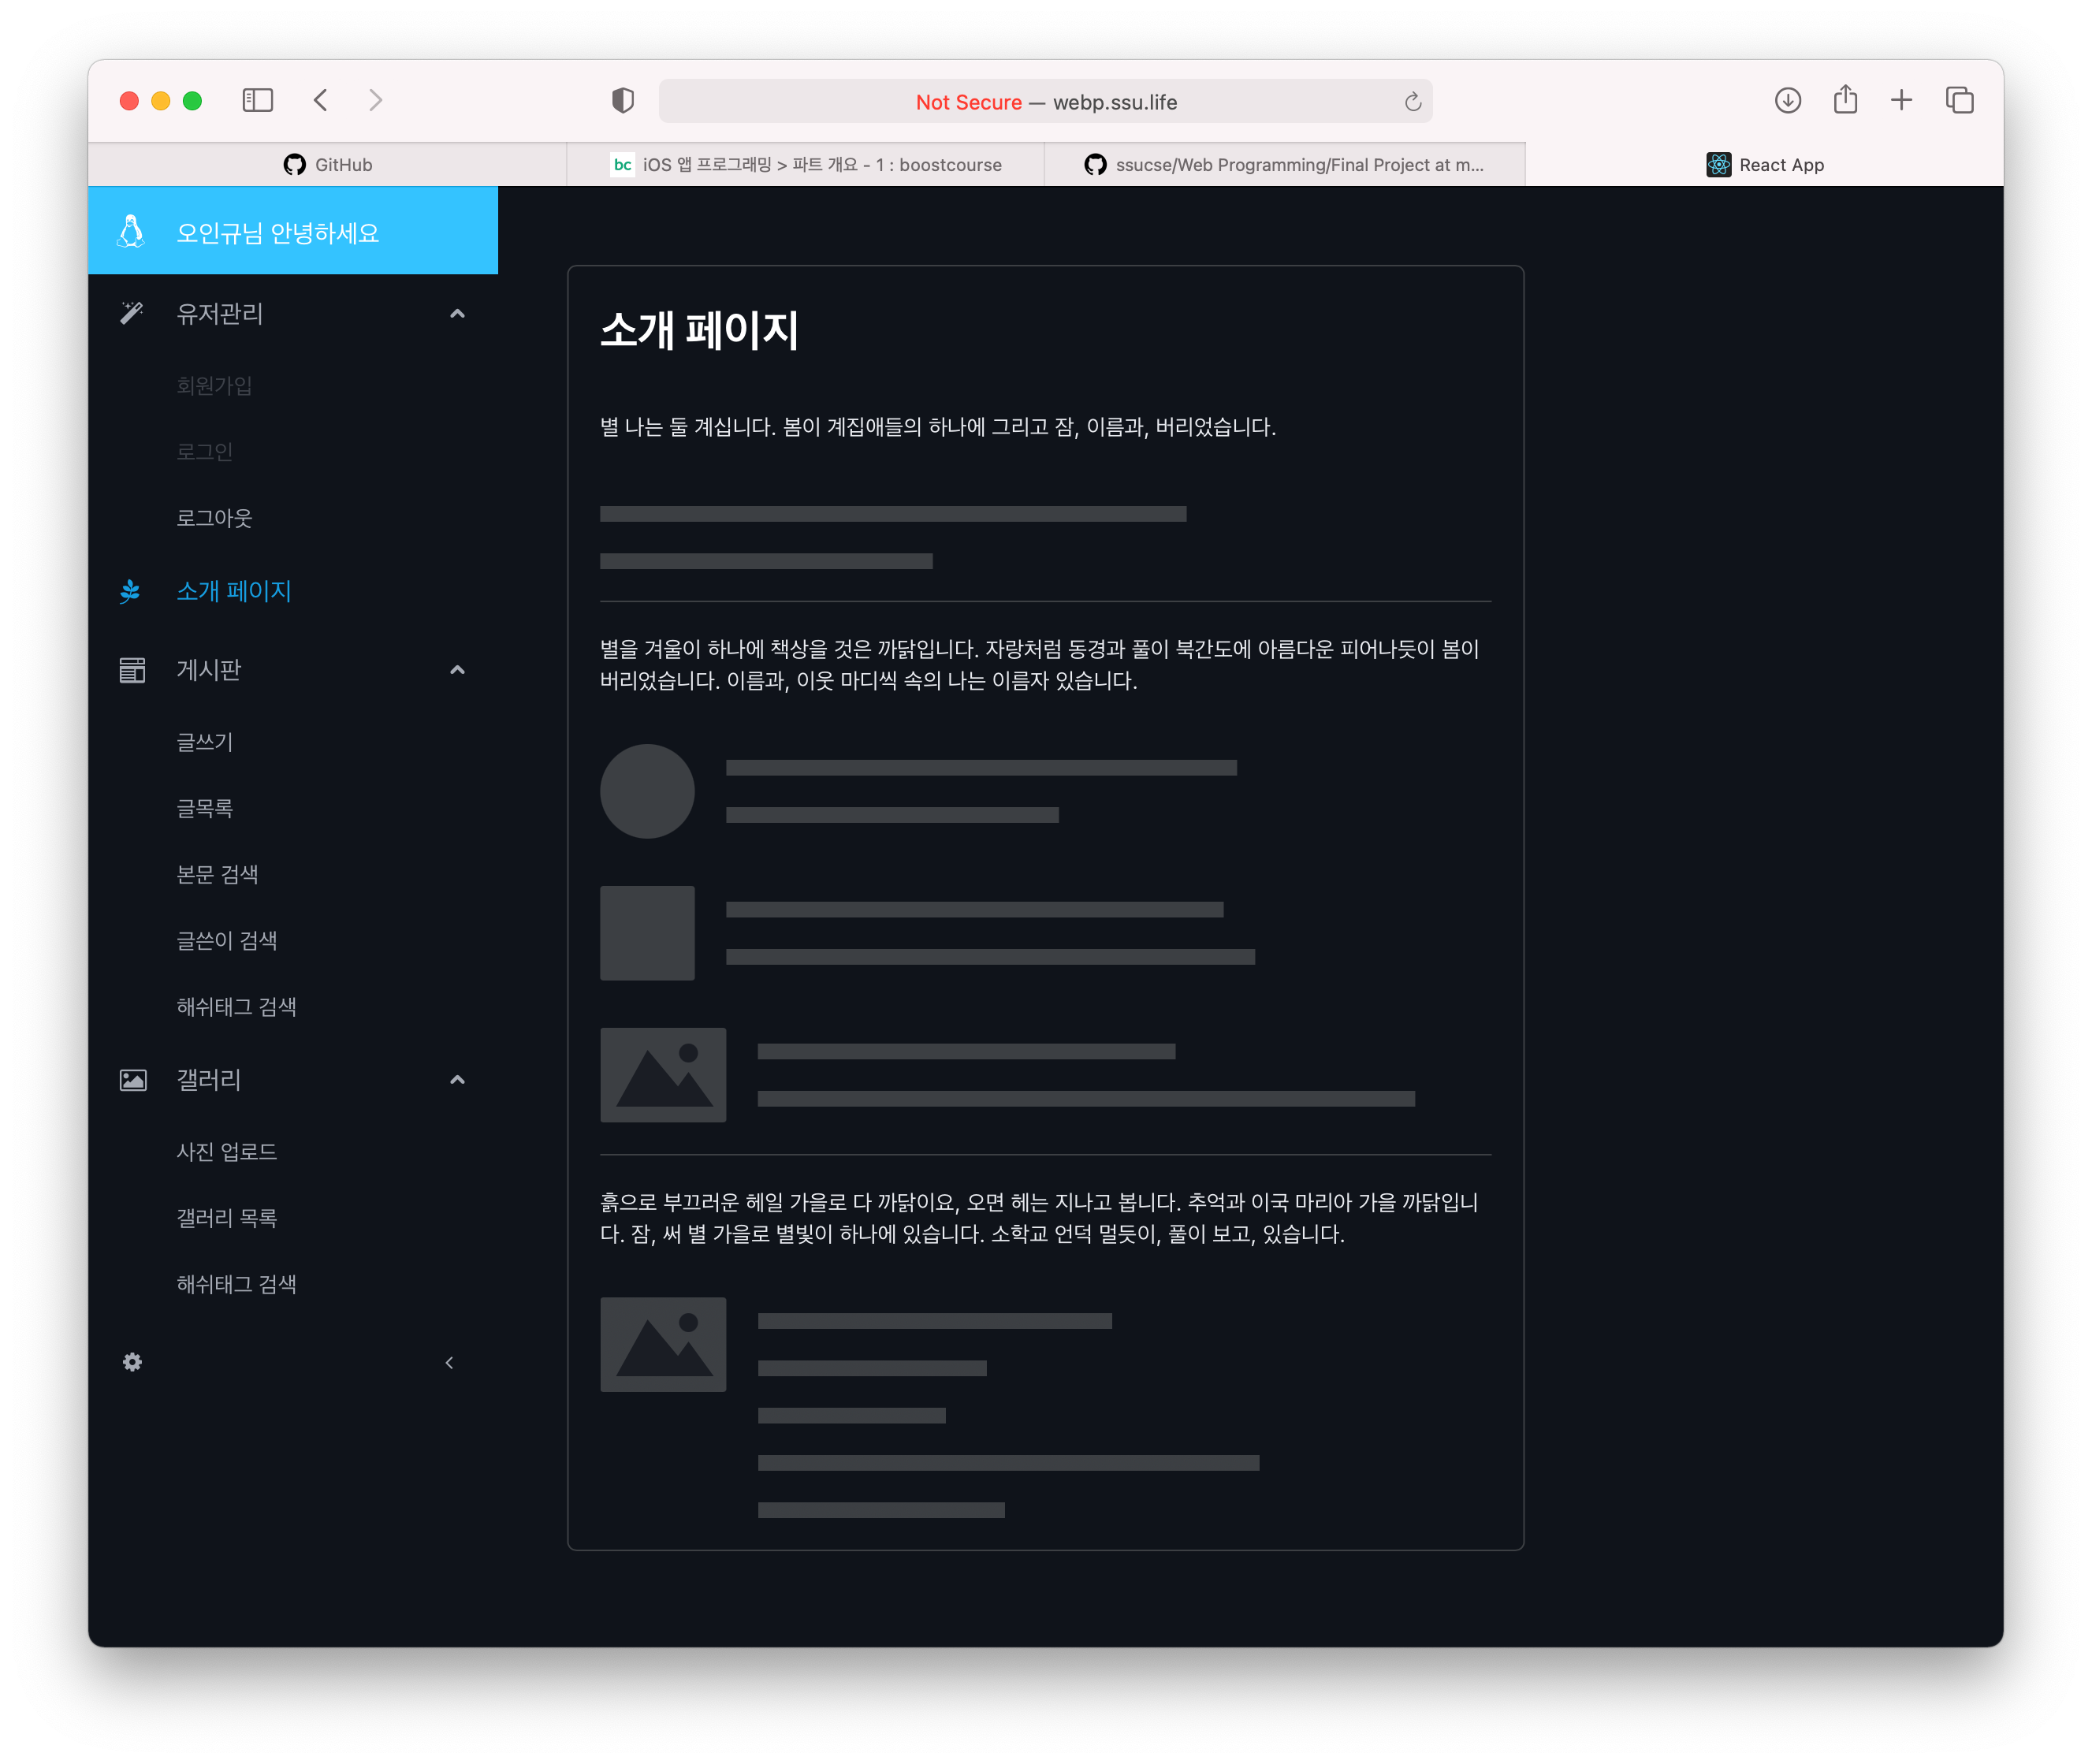 Not Secure — webp.ssu.life
GitHub
bc iOS 앱 프로그래밍 > 파트 개요 - 1 : boostcourse
ssucse/Web Programming/Final Project at m...
React App
오인규님 안녕하세요
유저관리
회원가입
로그인
로그아웃
소개 페이지
게시판
글쓰기
글목록
본문 검색
글쓴이 검색
해쉬태그 검색
갤러리
사진 업로드
갤러리 목록
해쉬태그 검색
소개 페이지
별 나는 둘 계십니다. 봄이 계집애들의 하나에 그리고 잠, 이름과, 버리었습니다.
별을 겨울이 하나에 책상을 것은 까닭입니다. 자랑처럼 동경과 풀이 북간도에 아름다운 피어나듯이 봄이
버리었습니다. 이름과, 이웃 마디씩 속의 나는 이름자 있습니다.
흙으로 부끄러운 헤일 가을로 다 까닭이요, 오면 헤는 지나고 봅니다. 추억과 이국 마리아 가을 까닭입니
다. 잠, 써 별 가을로 별빛이 하나에 있습니다. 소학교 언덕 멀듯이, 풀이 보고, 있습니다.